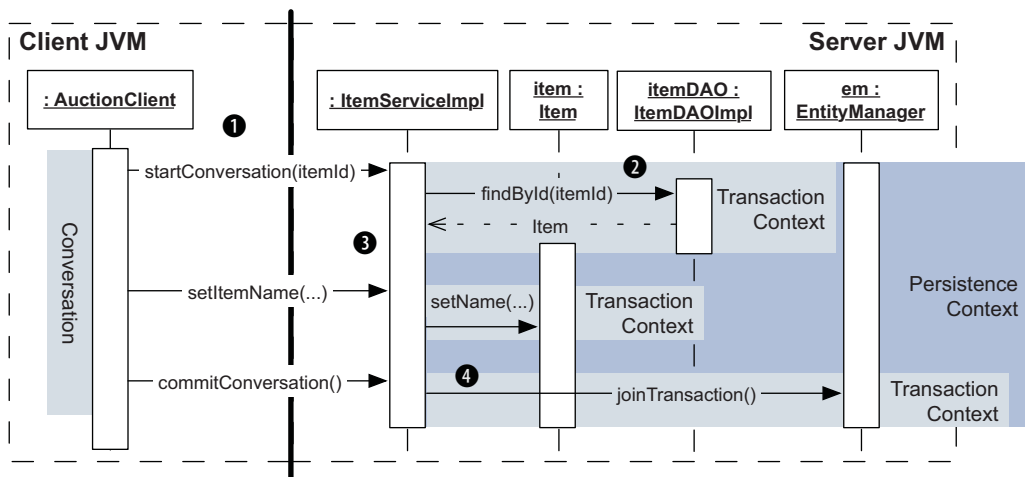 Client JVM
Server JVM
: AuctionClient
: ItemServiceImpl
item :
Item
itemDAO :
ItemDAOImpl
em :
EntityManager
❶
startConversation(itemId)
❷
findById(itemId)
Transaction
Context
Item
❸
Conversation
setItemName(...)
setName(...)
Transaction
Context
Persistence
Context
commitConversation()
❹
joinTransaction()
Transaction
Context